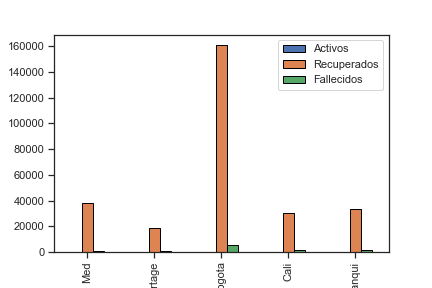 160000
140000
120000
100000
80000
60000
40000
20000
0
Activos
Recuperados
Fallecidos
Med
rtage
ogota
Cali
anqui